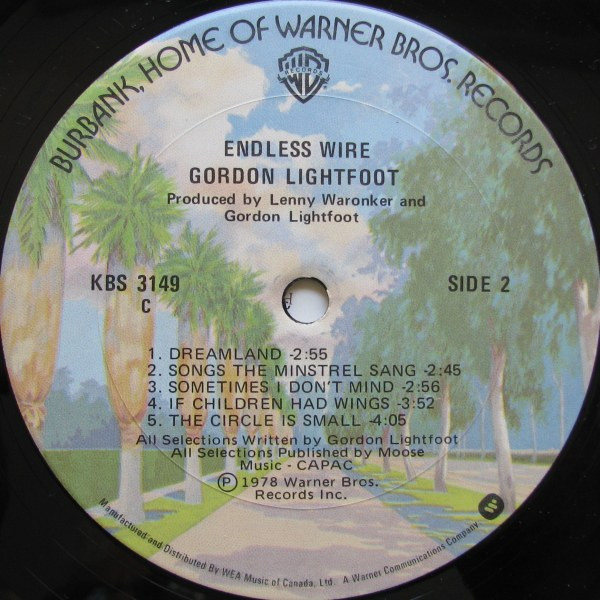 BURBANK, HOME OF WARNER BROS. RECORDS
WB
RECORDS
ENDLESS WIRE
GORDON LIGHTFOOT
Produced by Lenny Waronker and
Gordon Lightfoot
KBS 3149
C
SIDE 2
1. DREAMLAND -2:55
2. SONGS THE MINSTREL SANG -2:45
3. SOMETIMES I DON'T MIND -2:56
4. IF CHILDREN HAD WINGS -3:52
5. THE CIRCLE IS SMALL -4:05
All Selections Written by Gordon Lightfoot
All Selections Published by Moose
Music - CAPAC
Ⓟ 1978 Warner Bros.
Records Inc.
Manufactured and Distributed By WEA Music of Canada, Ltd. A Warner Communications Company